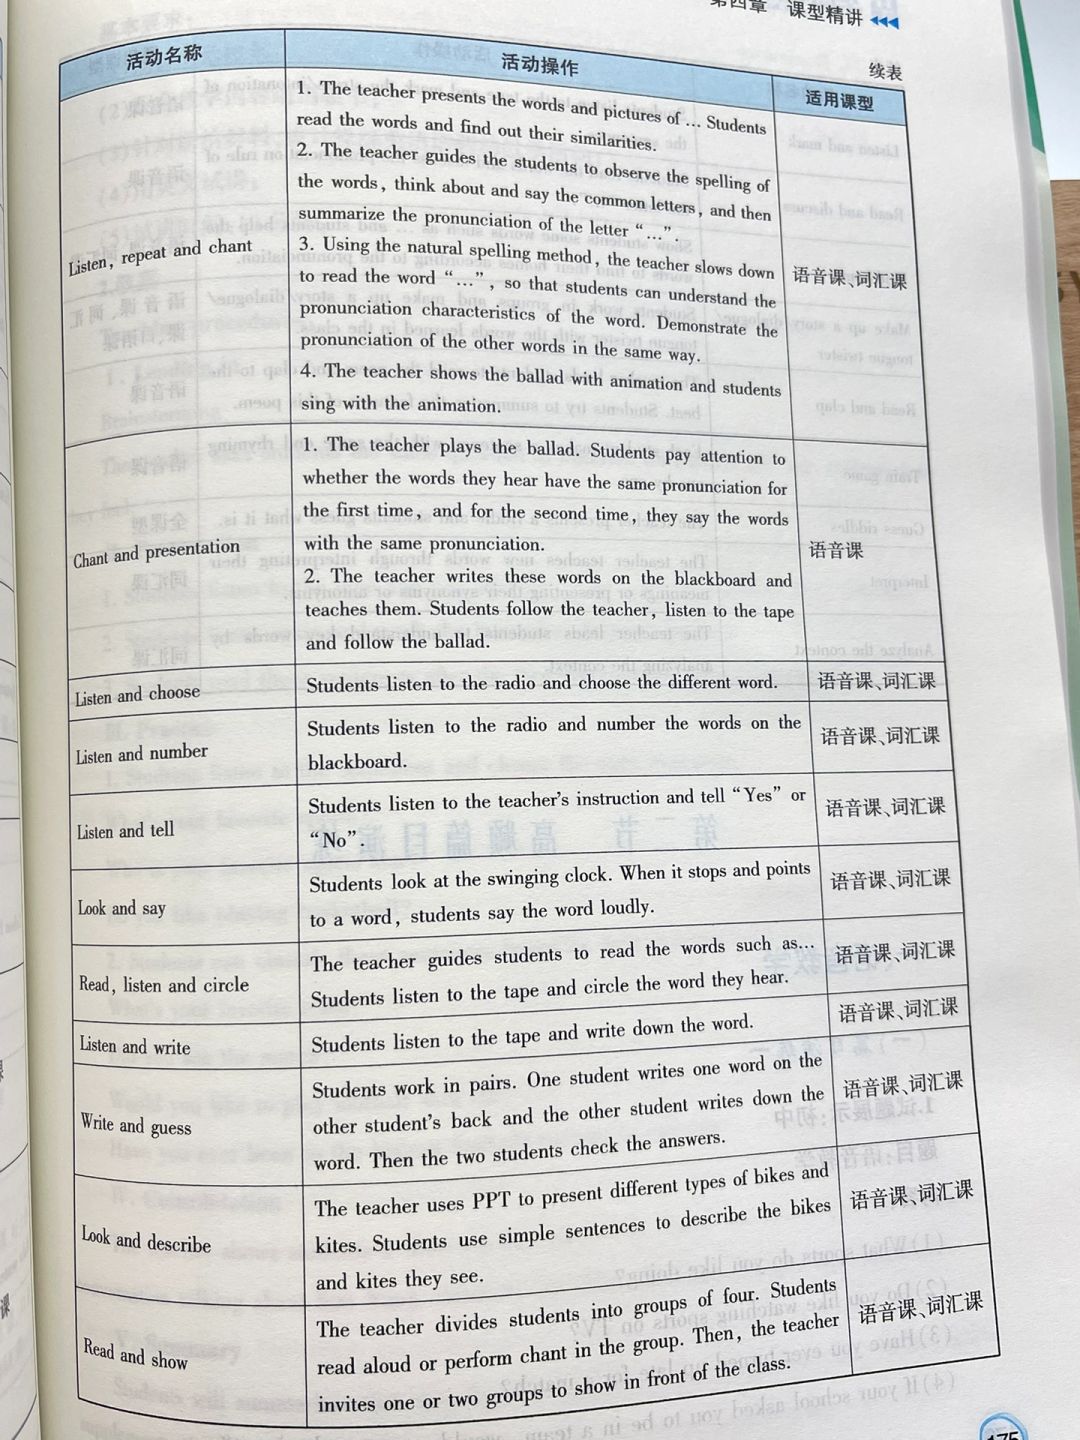 第四章 课型精讲
续表
活动名称
活动操作
适用课型
Listen, repeat and chant
1. The teacher presents the words and pictures of … Students
read the words and find out their similarities.
2. The teacher guides the students to observe the spelling of
the words, think about and say the common letters, and then
summarize the pronunciation of the letter “…”.
3. Using the natural spelling method, the teacher slows down
to read the word “…”, so that students can understand the
pronunciation characteristics of the word. Demonstrate the
pronunciation of the other words in the same way.
4. The teacher shows the ballad with animation and students
sing with the animation.
语音课、词汇课
Chant and presentation
1. The teacher plays the ballad. Students pay attention to
whether the words they hear have the same pronunciation for
the first time, and for the second time, they say the words
with the same pronunciation.
2. The teacher writes these words on the blackboard and
teaches them. Students follow the teacher, listen to the tape
and follow the ballad.
语音课
Listen and choose
Students listen to the radio and choose the different word.
语音课、词汇课
Listen and number
Students listen to the radio and number the words on the
blackboard.
语音课、词汇课
Listen and tell
Students listen to the teacher's instruction and tell “Yes” or
“No”.
语音课、词汇课
Look and say
Students look at the swinging clock. When it stops and points
to a word, students say the word loudly.
语音课、词汇课
Read, listen and circle
The teacher guides students to read the words such as…
Students listen to the tape and circle the word they hear.
语音课、词汇课
Listen and write
Students listen to the tape and write down the word.
语音课、词汇课
Write and guess
Students work in pairs. One student writes one word on the
other student's back and the other student writes down the
word. Then the two students check the answers.
语音课、词汇课
Look and describe
The teacher uses PPT to present different types of bikes and
kites. Students use simple sentences to describe the bikes
and kites they see.
语音课、词汇课
Read and show
The teacher divides students into groups of four. Students
read aloud or perform chant in the group. Then, the teacher
invites one or two groups to show in front of the class.
语音课、词汇课
175